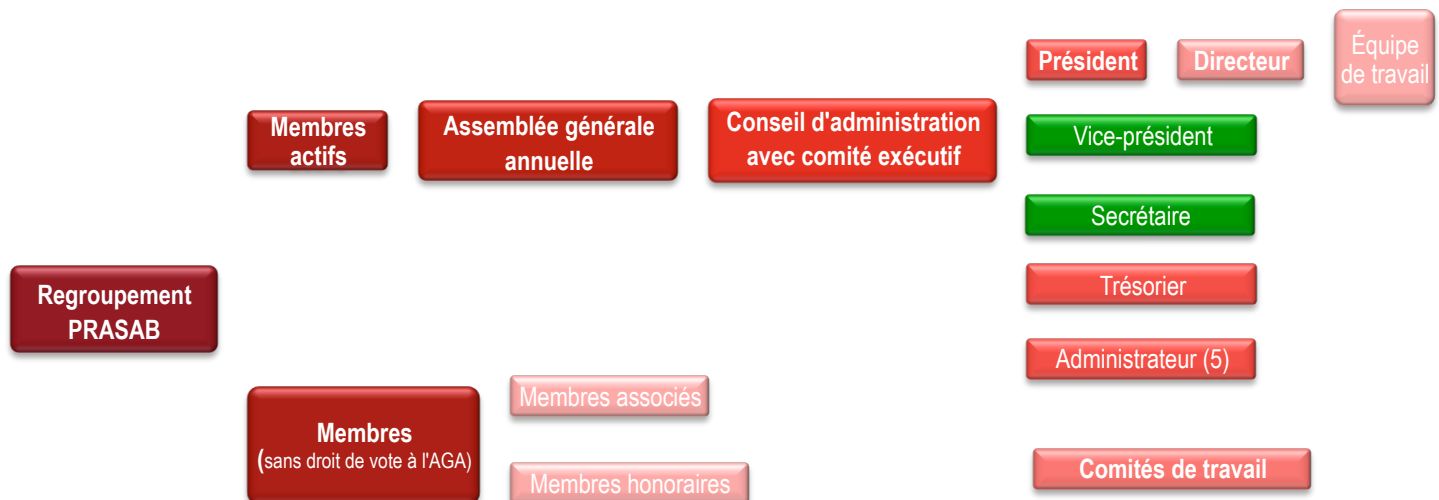 Président
Directeur
Équipe
de travail
Membres
actifs
Assemblée générale
annuelle
Conseil d'administration
avec comité exécutif
Vice-président
Secrétaire
Regroupement
PRASAB
Trésorier
Administrateur (5)
Membres
(sans droit de vote à l'AGA)
Membres associés
Membres honoraires
Comités de travail